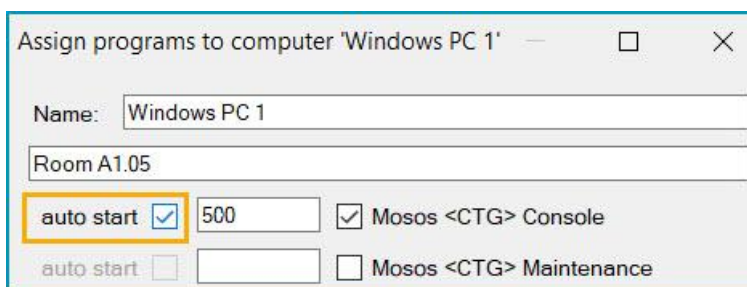 Assign programs to computer 'Windows PC 1'
Name: Windows PC 1
Room A1.05
auto start 500 Mosos <CTG> Console
auto start Mosos <CTG> Maintenance